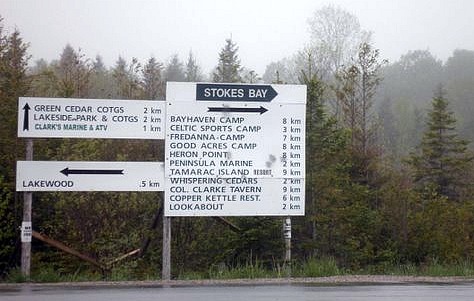 GREEN CEDAR COTGS 2 km
LAKESIDE PARK & COTGS 2 km
CLARK'S MARINE & ATV 1 km
LAKEWOOD .5 km
STOKES BAY
BAYHAVEN CAMP 8 km
CELTIC SPORTS CAMP 3 km
FREDANNA-CAMP 7 km
GOOD ACRES CAMP 8 km
HERON POINT 8 km
PENINSULA MARINE 2 km
TAMARAC ISLAND RESORT 9 km
WHISPERING CEDARS 2 km
COL. CLARKE TAVERN 9 km
COPPER KETTLE REST. 6 km
LOOKABOUT 2 km